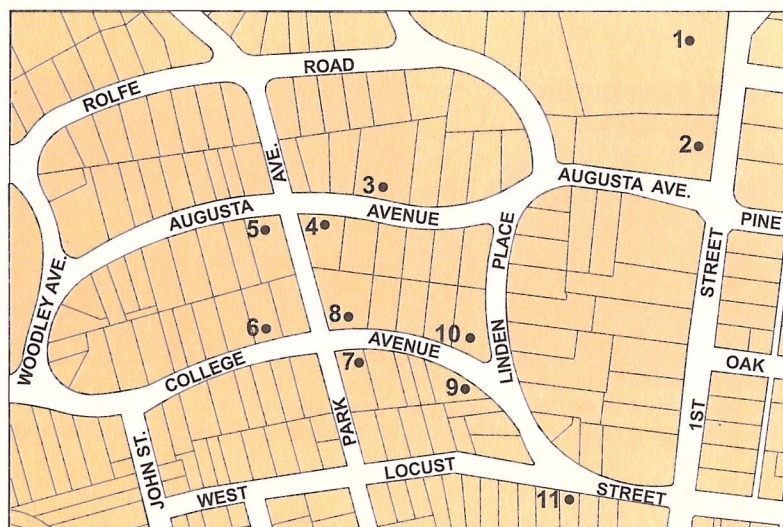 1
ROLFE
ROAD
2
AVE.
3
AUGUSTA AVE.
AUGUSTA
5
4
AVENUE
PLACE
PINE
STREET
WOODLEY AVE.
6
8
10
COLLEGE
AVENUE
7
9
LINDEN
OAK
PARK
1ST
JOHN ST.
WEST
LOCUST
11
STREET